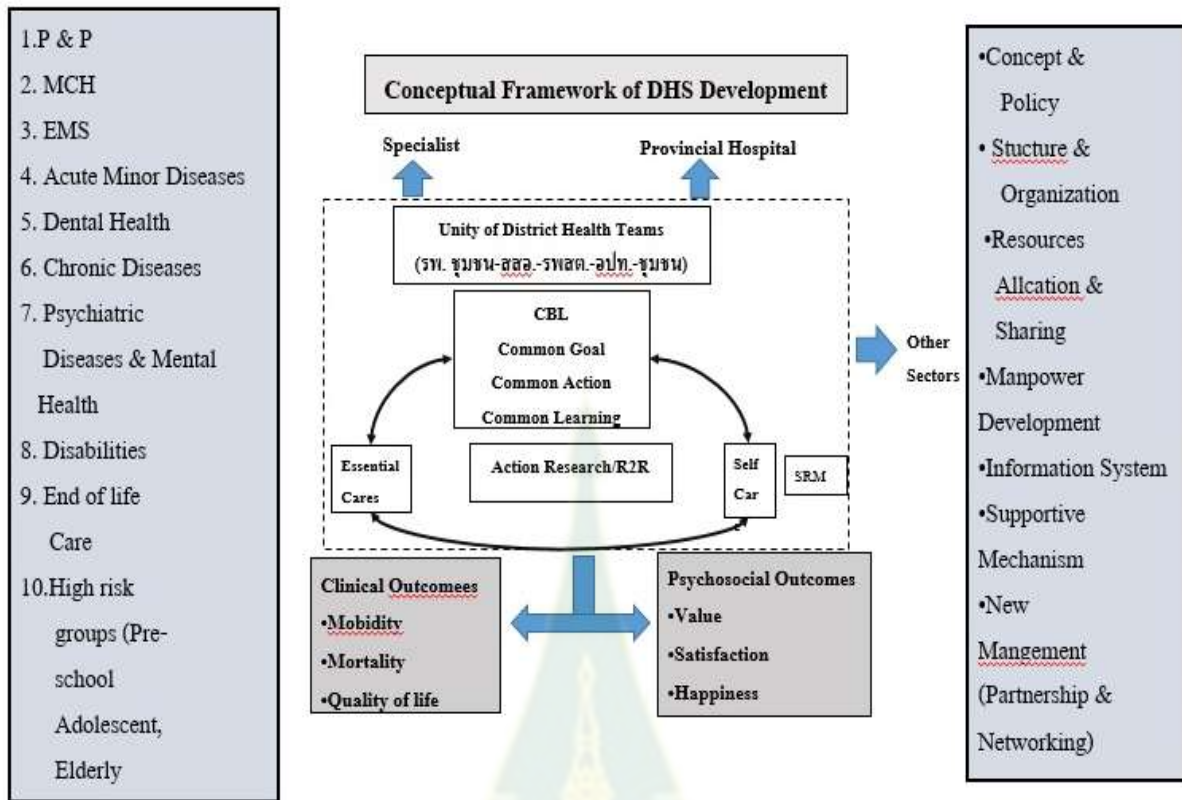 1.P & P
2. MCH
3. EMS
4. Acute Minor Diseases
5. Dental Health
6. Chronic Diseases
7. Psychiatric
Diseases & Mental
Health
8. Disabilities
9. End of life
Care
10.High risk
groups (Pre-
school
Adolescent,
Elderly
Conceptual Framework of DHS Development
Specialist
Provincial Hospital
Unity of District Health Teams
(รพ. ชุมชน-สสอ.-รพสต.-อปท.-ชุมชน)
CBL
Common Goal
Common Action
Common Learning
Essential
Cares
Action Research/R2R
Self
Car
SRM
Other
Sectors
Clinical Outcomees
•Mobidity
•Mortality
•Quality of life
Psychosocial Outcomes
•Value
•Satisfaction
•Happiness
•Concept &
Policy
• Stucture &
Organization
•Resources
Allcation &
Sharing
•Manpower
Development
•Information System
•Supportive
Mechanism
•New
Mangement
(Partnership &
Networking)